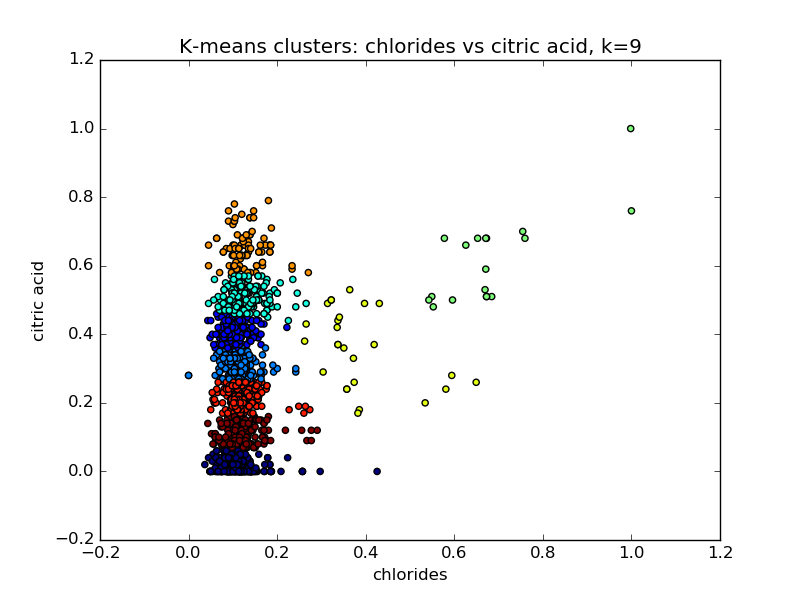 K-means clusters: chlorides vs citric acid, k=9
1.2
1.0
0.8
0.6
0.4
0.2
0.0
−0.2
citric acid
−0.2 0.0 0.2 0.4 0.6 0.8 1.0 1.2
chlorides